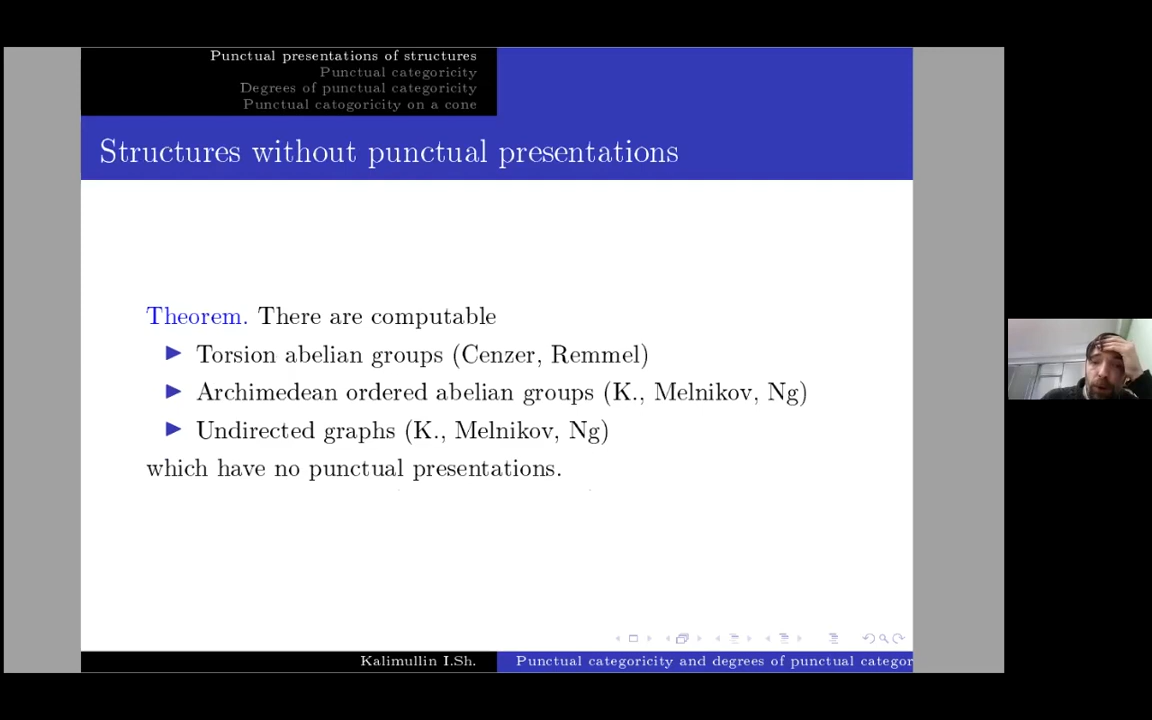 Punctual presentations of structures
Punctual categoricity
Degrees of punctual categoricity
Punctual catogoricity on a cone
Structures without punctual presentations
Theorem. There are computable
Torsion abelian groups (Cenzer, Remmel)
Archimedean ordered abelian groups (K., Melnikov, Ng)
Undirected graphs (K., Melnikov, Ng)
which have no punctual presentations.
Kalimullin I.Sh.
Punctual categoricity and degrees of punctual categor